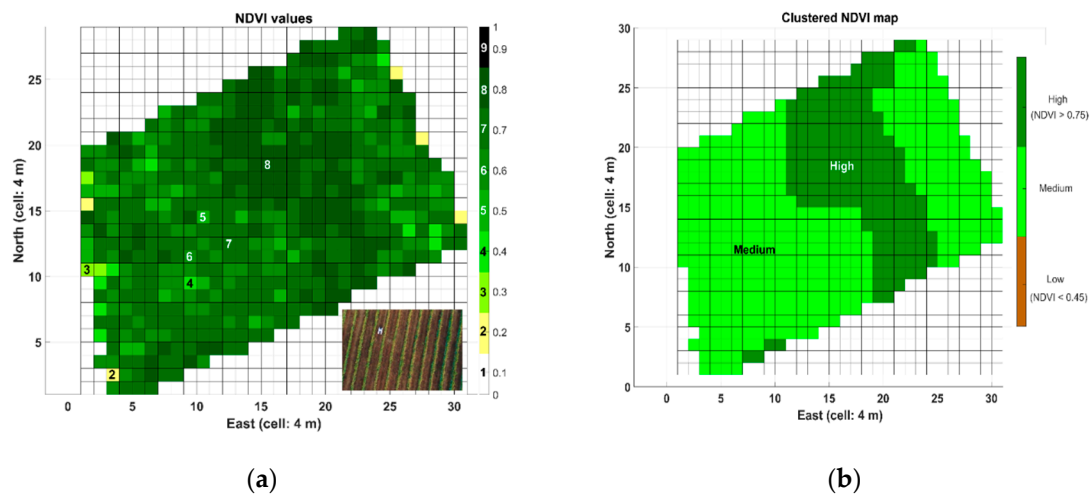 NDVI values
North (cell: 4 m)
25
20
15
10
5
0 5 10 15 20 25 30
East (cell: 4 m)
8
5
7
6
3
4
2
9
8
7
6
5
4
3
2
1
1
0.9
0.8
0.7
0.6
0.5
0.4
0.3
0.2
0.1
0
(a)
Clustered NDVI map
North (cell: 4 m)
30
25
20
15
10
5
0
0 5 10 15 20 25 30
East (cell: 4 m)
High
Medium
High
(NDVI > 0.75)
Medium
Low
(NDVI < 0.45)
(b)